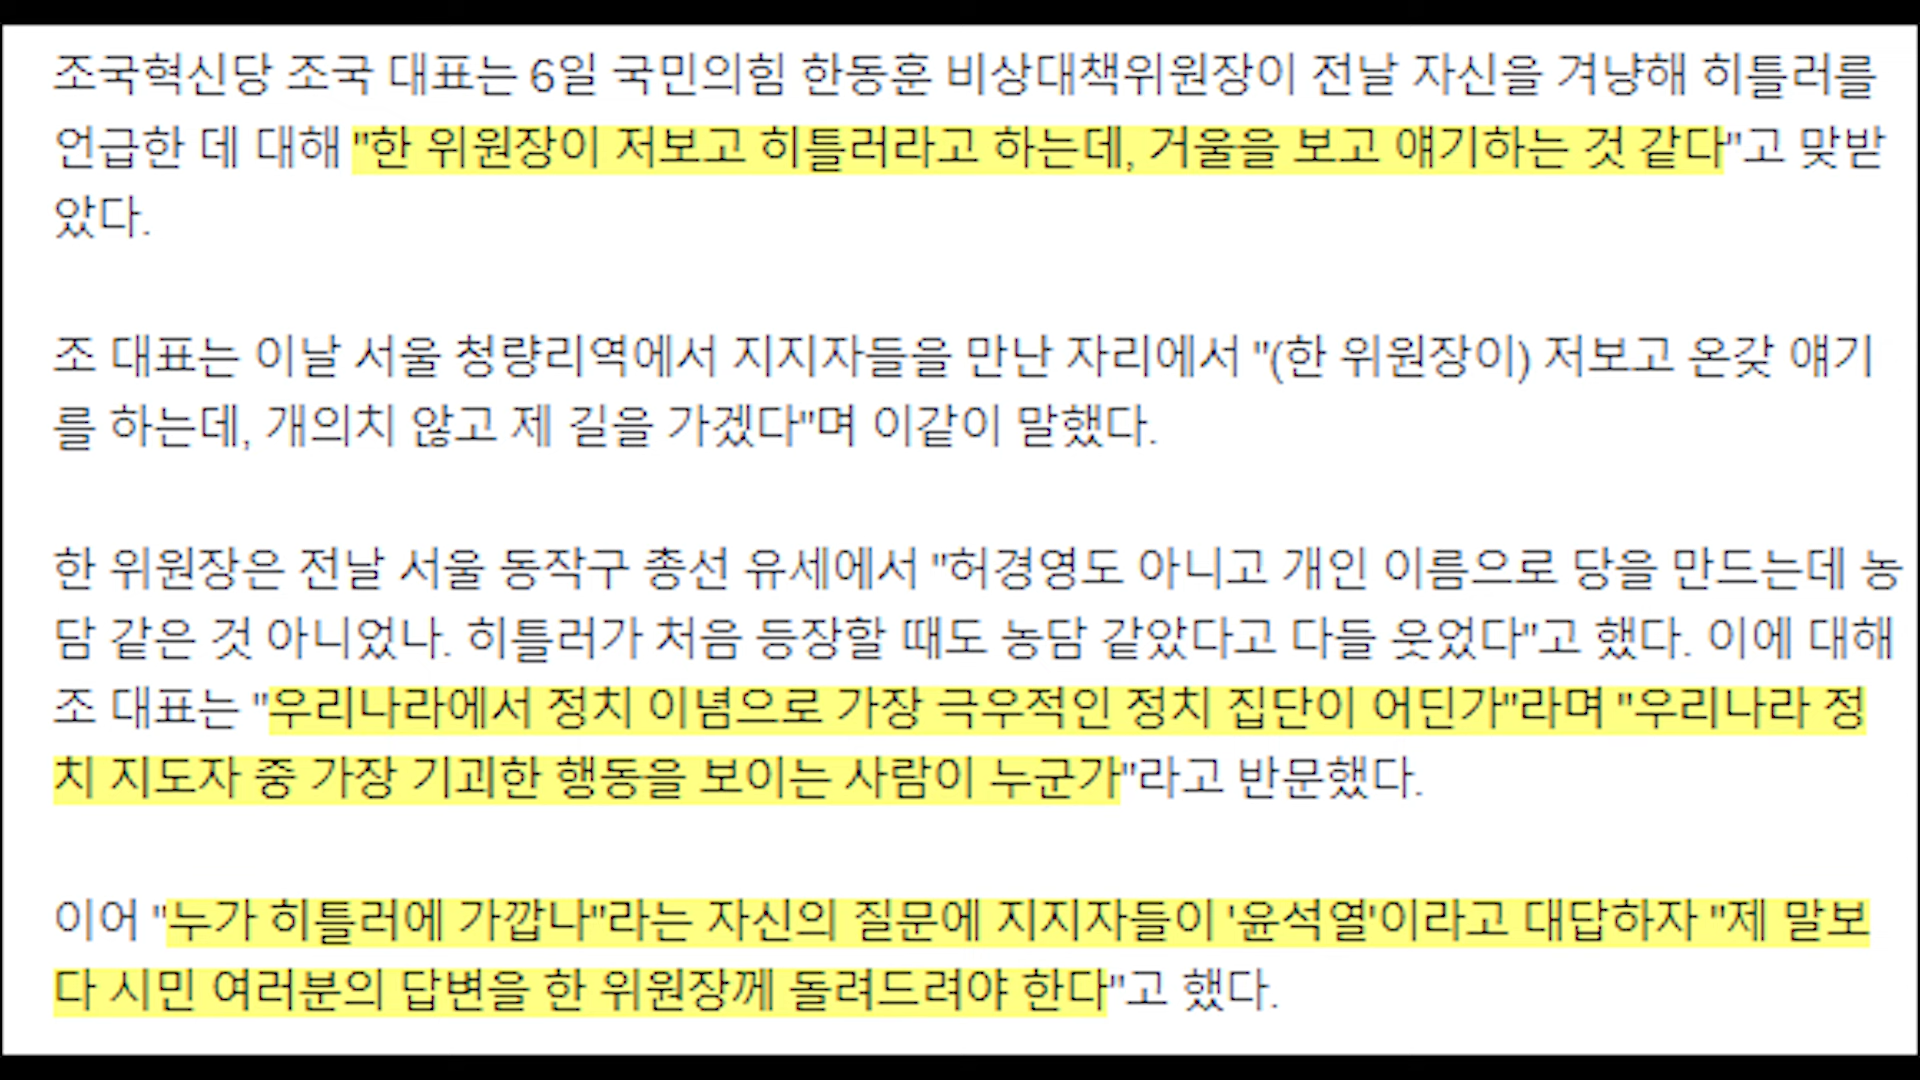 조국혁신당 조국 대표는 6일 국민의힘 한동훈 비상대책위원장이 전날 자신을 겨냥해 히틀러를
언급한 데 대해 "한 위원장이 저보고 히틀러라고 하는데, 거울을 보고 얘기하는 것 같다"고 맞받
았다.
조 대표는 이날 서울 청량리역에서 지지자들을 만난 자리에서 "(한 위원장이) 저보고 온갖 얘기
를 하는데, 개의치 않고 제 길을 가겠다"며 이같이 말했다.
한 위원장은 전날 서울 동작구 총선 유세에서 "허경영도 아니고 개인 이름으로 당을 만드는데 농
담 같은 것 아니었나. 히틀러가 처음 등장할 때도 농담 같았다고 다들 웃었다"고 했다. 이에 대해
조 대표는 "우리나라에서 정치 이념으로 가장 극우적인 정치 집단이 어딘가"라며 "우리나라 정
치 지도자 중 가장 기괴한 행동을 보이는 사람이 누군가"라고 반문했다.
이어 "누가 히틀러에 가깝나"라는 자신의 질문에 지지자들이 '윤석열'이라고 대답하자 "제 말보
다 시민 여러분의 답변을 한 위원장께 돌려드려야 한다"고 했다.